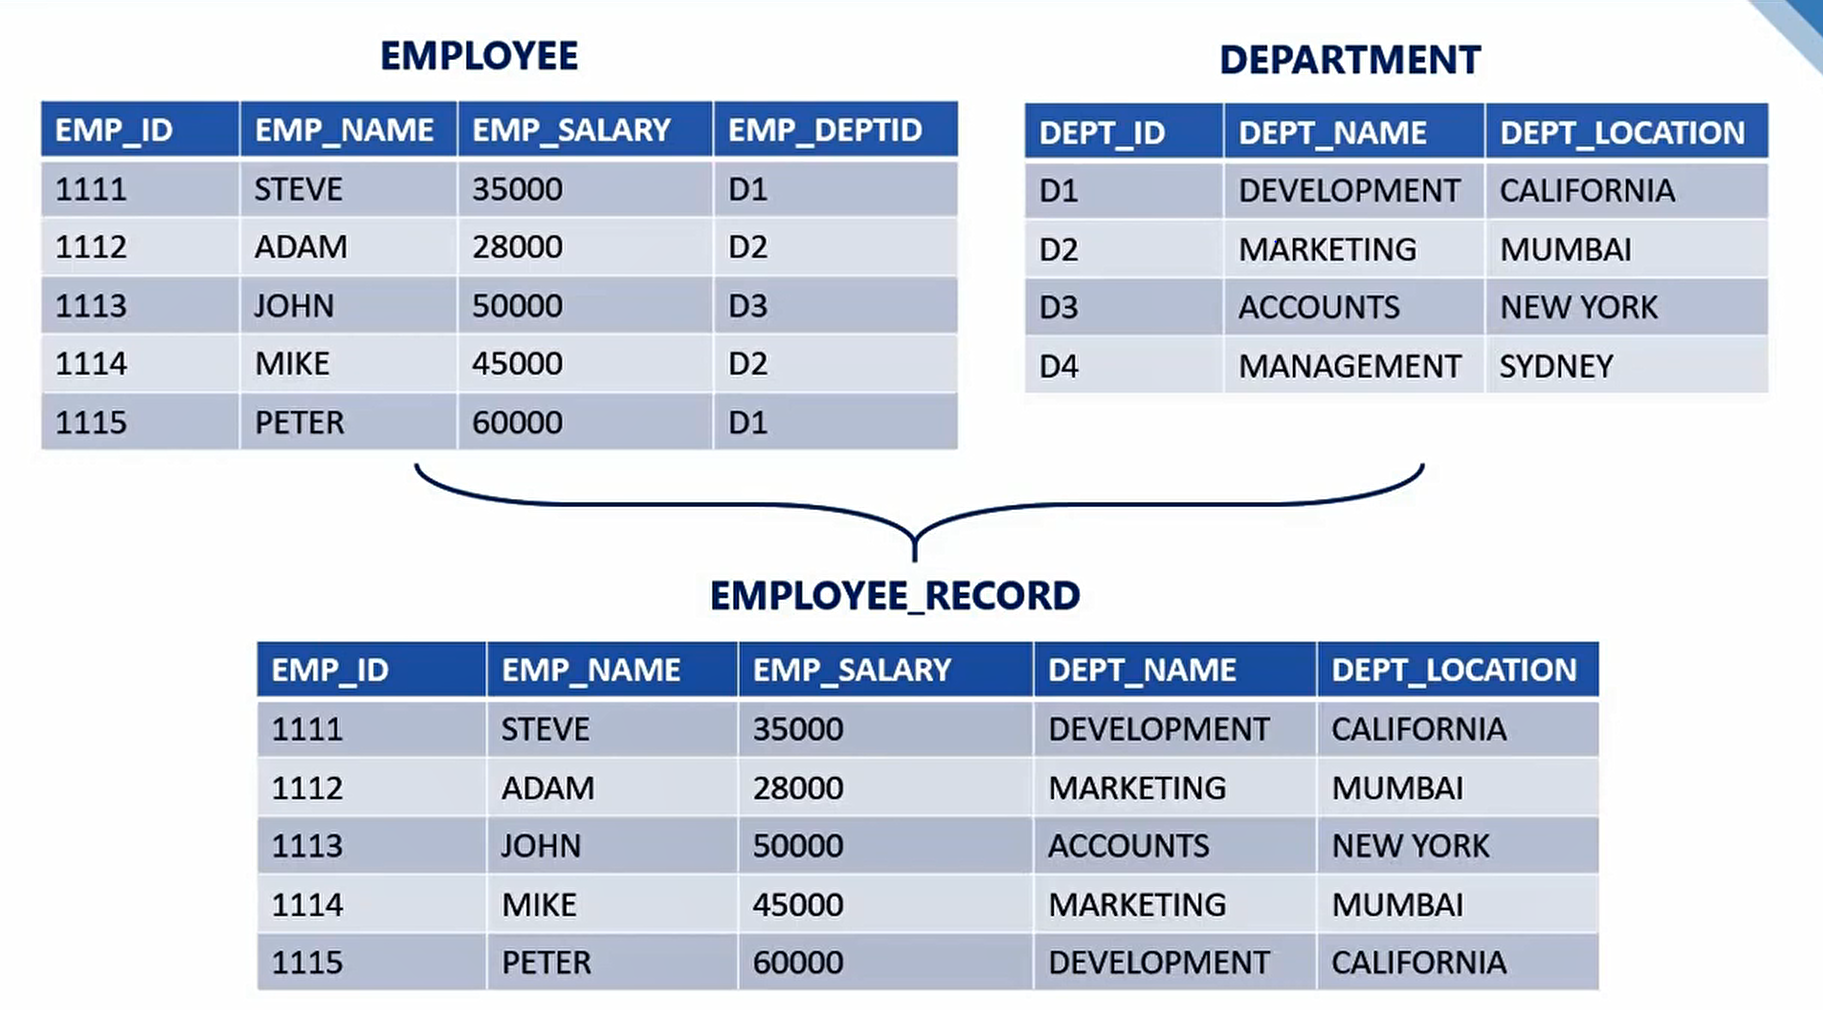 EMPLOYEE
EMP_ID EMP_NAME EMP_SALARY EMP_DEPTID
1111 STEVE 35000 D1
1112 ADAM 28000 D2
1113 JOHN 50000 D3
1114 MIKE 45000 D2
1115 PETER 60000 D1
DEPARTMENT
DEPT_ID DEPT_NAME DEPT_LOCATION
D1 DEVELOPMENT CALIFORNIA
D2 MARKETING MUMBAI
D3 ACCOUNTS NEW YORK
D4 MANAGEMENT SYDNEY
EMPLOYEE_RECORD
EMP_ID EMP_NAME EMP_SALARY DEPT_NAME DEPT_LOCATION
1111 STEVE 35000 DEVELOPMENT CALIFORNIA
1112 ADAM 28000 MARKETING MUMBAI
1113 JOHN 50000 ACCOUNTS NEW YORK
1114 MIKE 45000 MARKETING MUMBAI
1115 PETER 60000 DEVELOPMENT CALIFORNIA